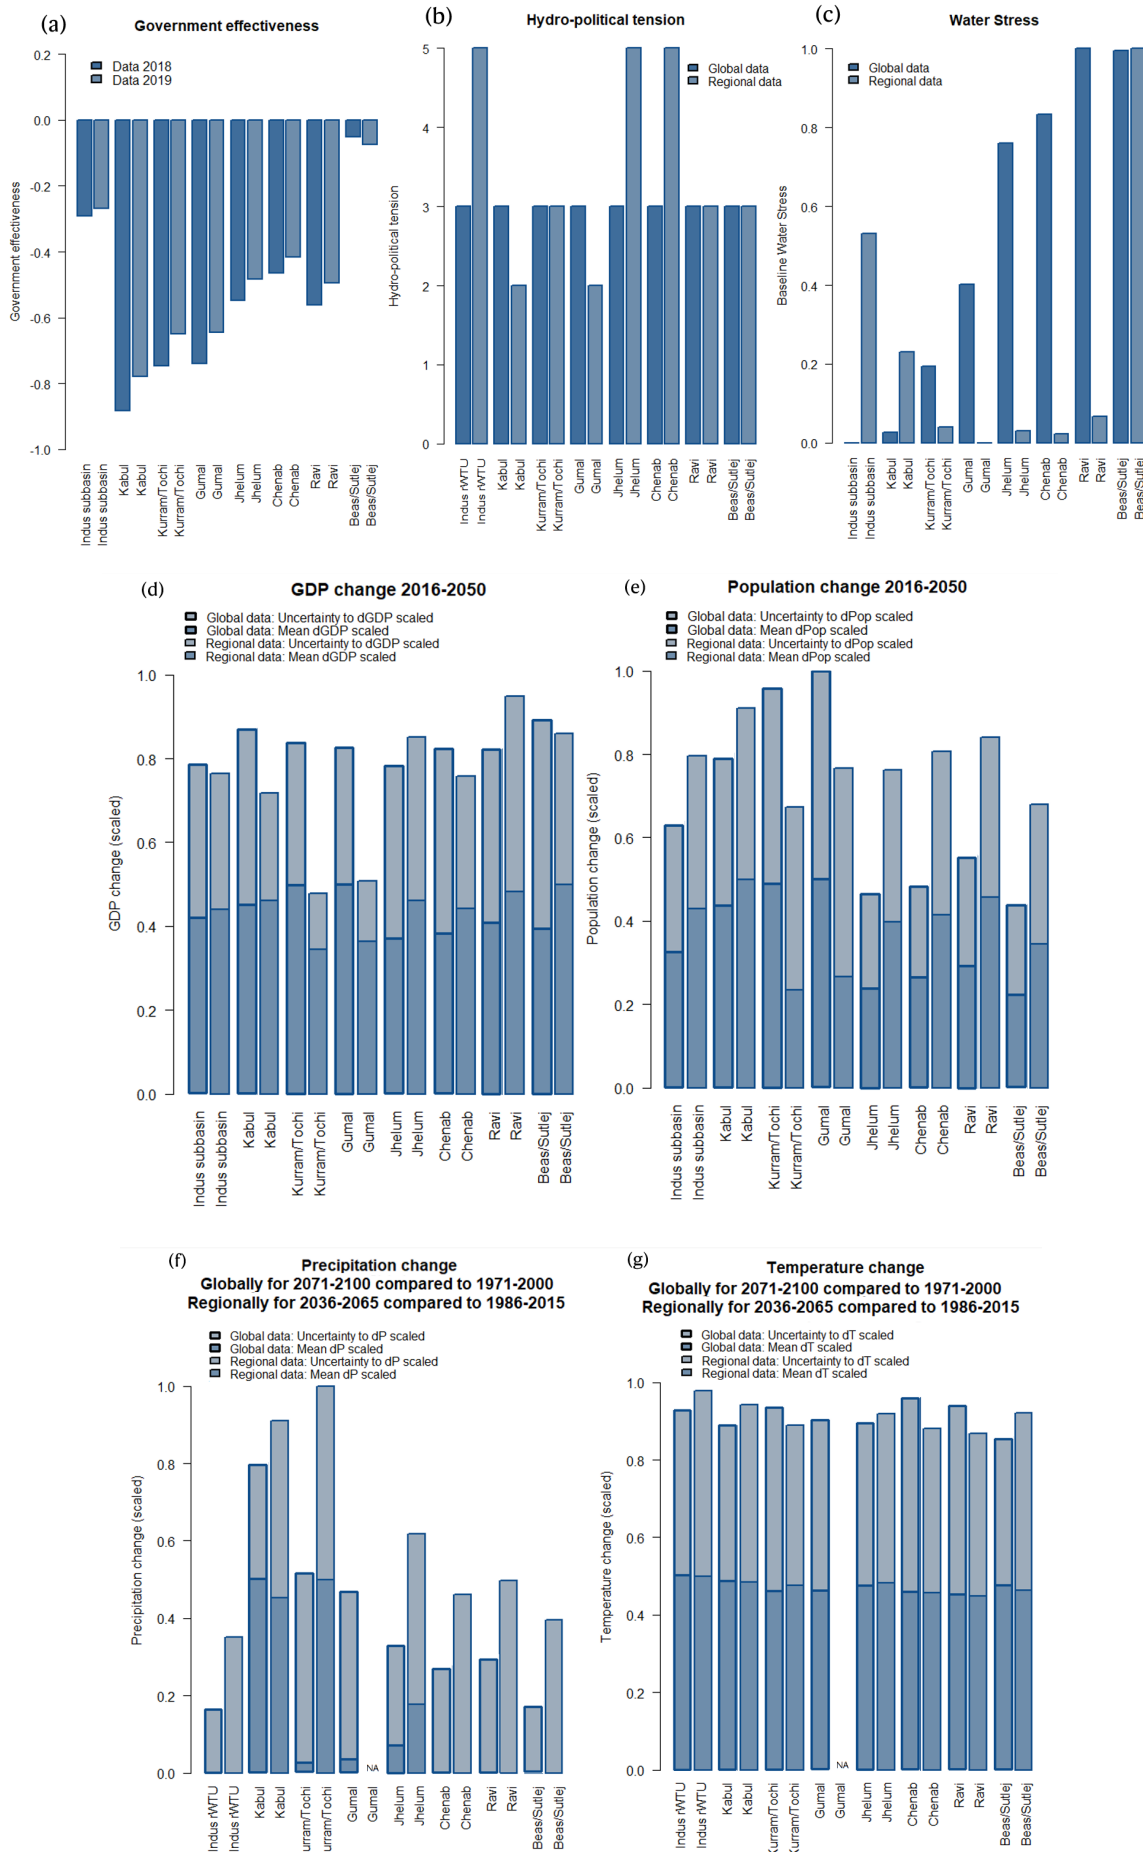 (a)
Government effectiveness
Data 2018
Data 2019
0.2
0.0
-0.2
-0.4
-0.6
-0.8
-1.0
Government effectiveness
Indus subbasin
Indus subbasin
Kabul
Kabul
Kurram/Tochi
Kurram/Tochi
Gumal
Gumal
Jhelum
Jhelum
Chenab
Chenab
Ravi
Ravi
Beas/Sutlej
Beas/Sutlej
(b)
Hydro-political tension
Global data
Regional data
5
4
3
2
1
0
Hydro-political tension
Indus rWTU
Indus rWTU
Kabul
Kabul
Kurram/Tochi
Kurram/Tochi
Gumal
Gumal
Jhelum
Jhelum
Chenab
Chenab
Ravi
Ravi
Beas/Sutlej
Beas/Sutlej
(c)
Water Stress
Global data
Regional data
1.0
0.8
0.6
0.4
0.2
0.0
Baseline Water Stress
Indus subbasin
Indus subbasin
Kabul
Kabul
Kurram/Tochi
Kurram/Tochi
Gumal
Gumal
Jhelum
Jhelum
Chenab
Chenab
Ravi
Ravi
Beas/Sutlej
Beas/Sutlej
(d)
GDP change 2016-2050
Global data: Uncertainty to dGDP scaled
Global data: Mean dGDP scaled
Regional data: Uncertainty to dGDP scaled
Regional data: Mean dGDP scaled
1.0
0.8
0.6
0.4
0.2
0.0
GDP change (scaled)
Indus subbasin
Indus subbasin
Kabul
Kabul
Kurram/Tochi
Kurram/Tochi
Gumal
Gumal
Jhelum
Jhelum
Chenab
Chenab
Ravi
Ravi
Beas/Sutlej
Beas/Sutlej
(e)
Population change 2016-2050
Global data: Uncertainty to dPop scaled
Global data: Mean dPop scaled
Regional data: Uncertainty to dPop scaled
Regional data: Mean dPop scaled
1.0
0.8
0.6
0.4
0.2
0.0
Population change (scaled)
Indus subbasin
Indus subbasin
Kabul
Kabul
Kurram/Tochi
Kurram/Tochi
Gumal
Gumal
Jhelum
Jhelum
Chenab
Chenab
Ravi
Ravi
Beas/Sutlej
Beas/Sutlej
(f)
Precipitation change
Globally for 2071-2100 compared to 1971-2000
Regionally for 2036-2065 compared to 1986-2015
Global data: Uncertainty to dP scaled
Global data: Mean dP scaled
Regional data: Uncertainty to dP scaled
Regional data: Mean dP scaled
1.0
0.8
0.6
0.4
0.2
0.0
Precipitation change (scaled)
NA
Indus rWTU
Indus rWTU
Kabul
Kabul
urram/Tochi
urram/Tochi
Gumal
Gumal
Jhelum
Jhelum
Chenab
Chenab
Ravi
Ravi
Beas/Sutlej
Beas/Sutlej
(g)
Temperature change
Globally for 2071-2100 compared to 1971-2000
Regionally for 2036-2065 compared to 1986-2015
Global data: Uncertainty to dT scaled
Global data: Mean dT scaled
Regional data: Uncertainty to dT scaled
Regional data: Mean dT scaled
1.0
0.8
0.6
0.4
0.2
0.0
Temperature change (scaled)
NA
Indus rWTU
Indus rWTU
Kabul
Kabul
Kurram/Tochi
Kurram/Tochi
Gumal
Gumal
Jhelum
Jhelum
Chenab
Chenab
Ravi
Ravi
Beas/Sutlej
Beas/Sutlej